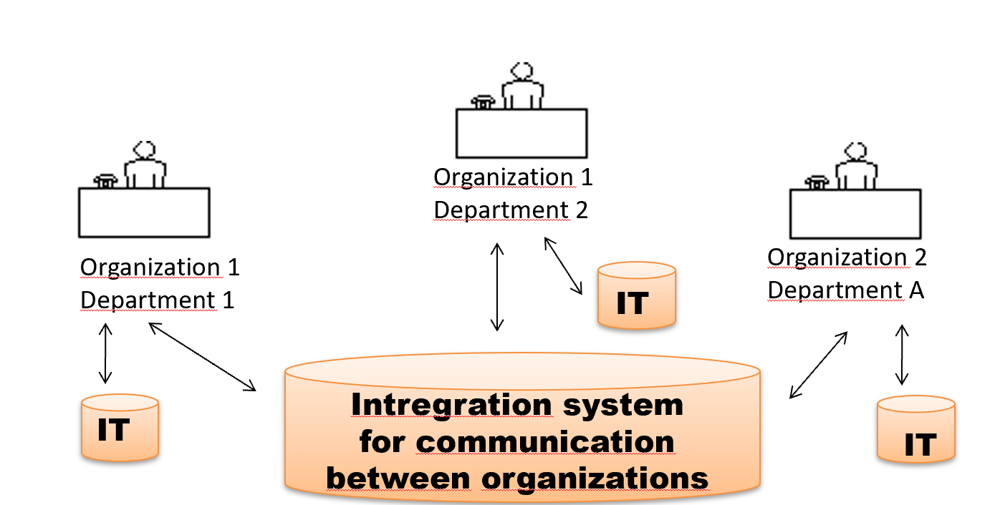 Organization 1
Department 2
Organization 1
Department 1
Organization 2
Department A
IT
IT
IT
Intregration system
for communication
between organizations